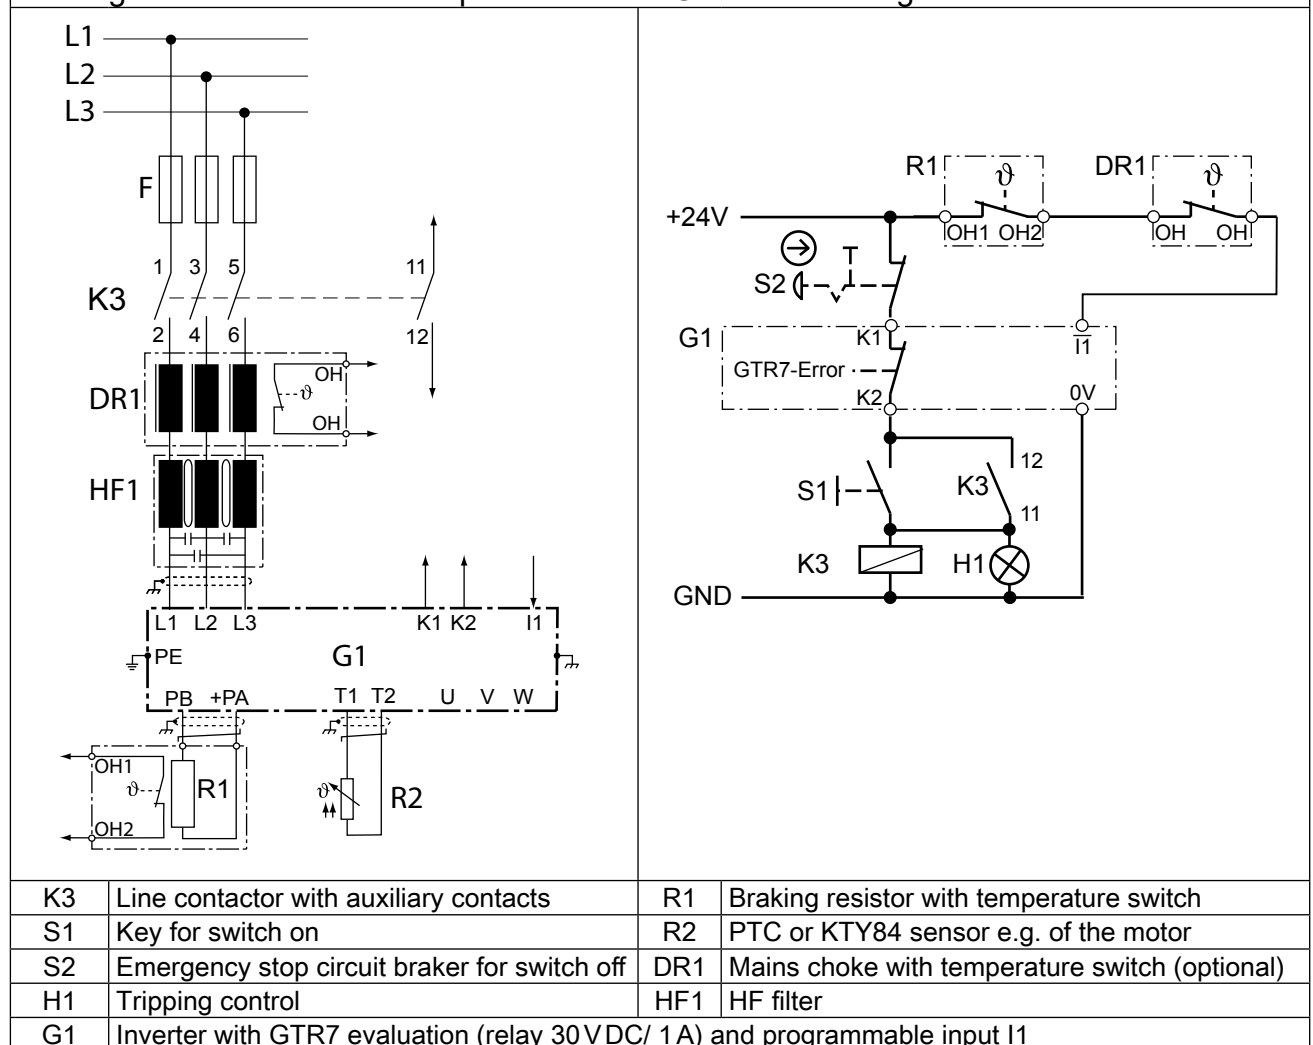 L1
L2
L3
F
1 3 5 11
K3
2 4 6 12
DR1
OH
ϑ
OH
HF1
L1 L2 L3 K1 K2 I1
PE
G1
PB +PA T1 T2 U V W
OH1
ϑ
R1
OH2
ϑ
R2
R1 DR1
ϑ ϑ
+24V
OH1 OH2 OH OH
S2
G1 K1 I1
GTR7-Error
K2 0V
12
S1 K3
11
K3 H1
GND
K3 Line contactor with auxiliary contacts R1 Braking resistor with temperature switch
S1 Key for switch on R2 PTC or KTY84 sensor e.g. of the motor
S2 Emergency stop circuit braker for switch off DR1 Mains choke with temperature switch (optional)
H1 Tripping control HF1 HF filter
G1 Inverter with GTR7 evaluation (relay 30 V DC/ 1 A) and programmable input I1